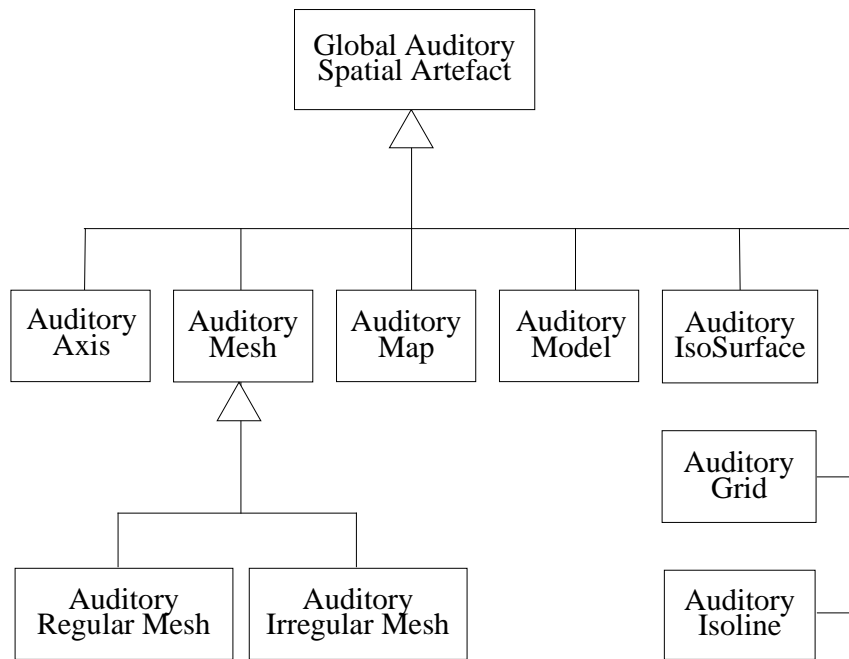 Global Auditory
Spatial Artefact
Auditory
Axis
Auditory
Mesh
Auditory
Map
Auditory
Model
Auditory
IsoSurface
Auditory
Grid
Auditory
Regular Mesh
Auditory
Irregular Mesh
Auditory
Isoline